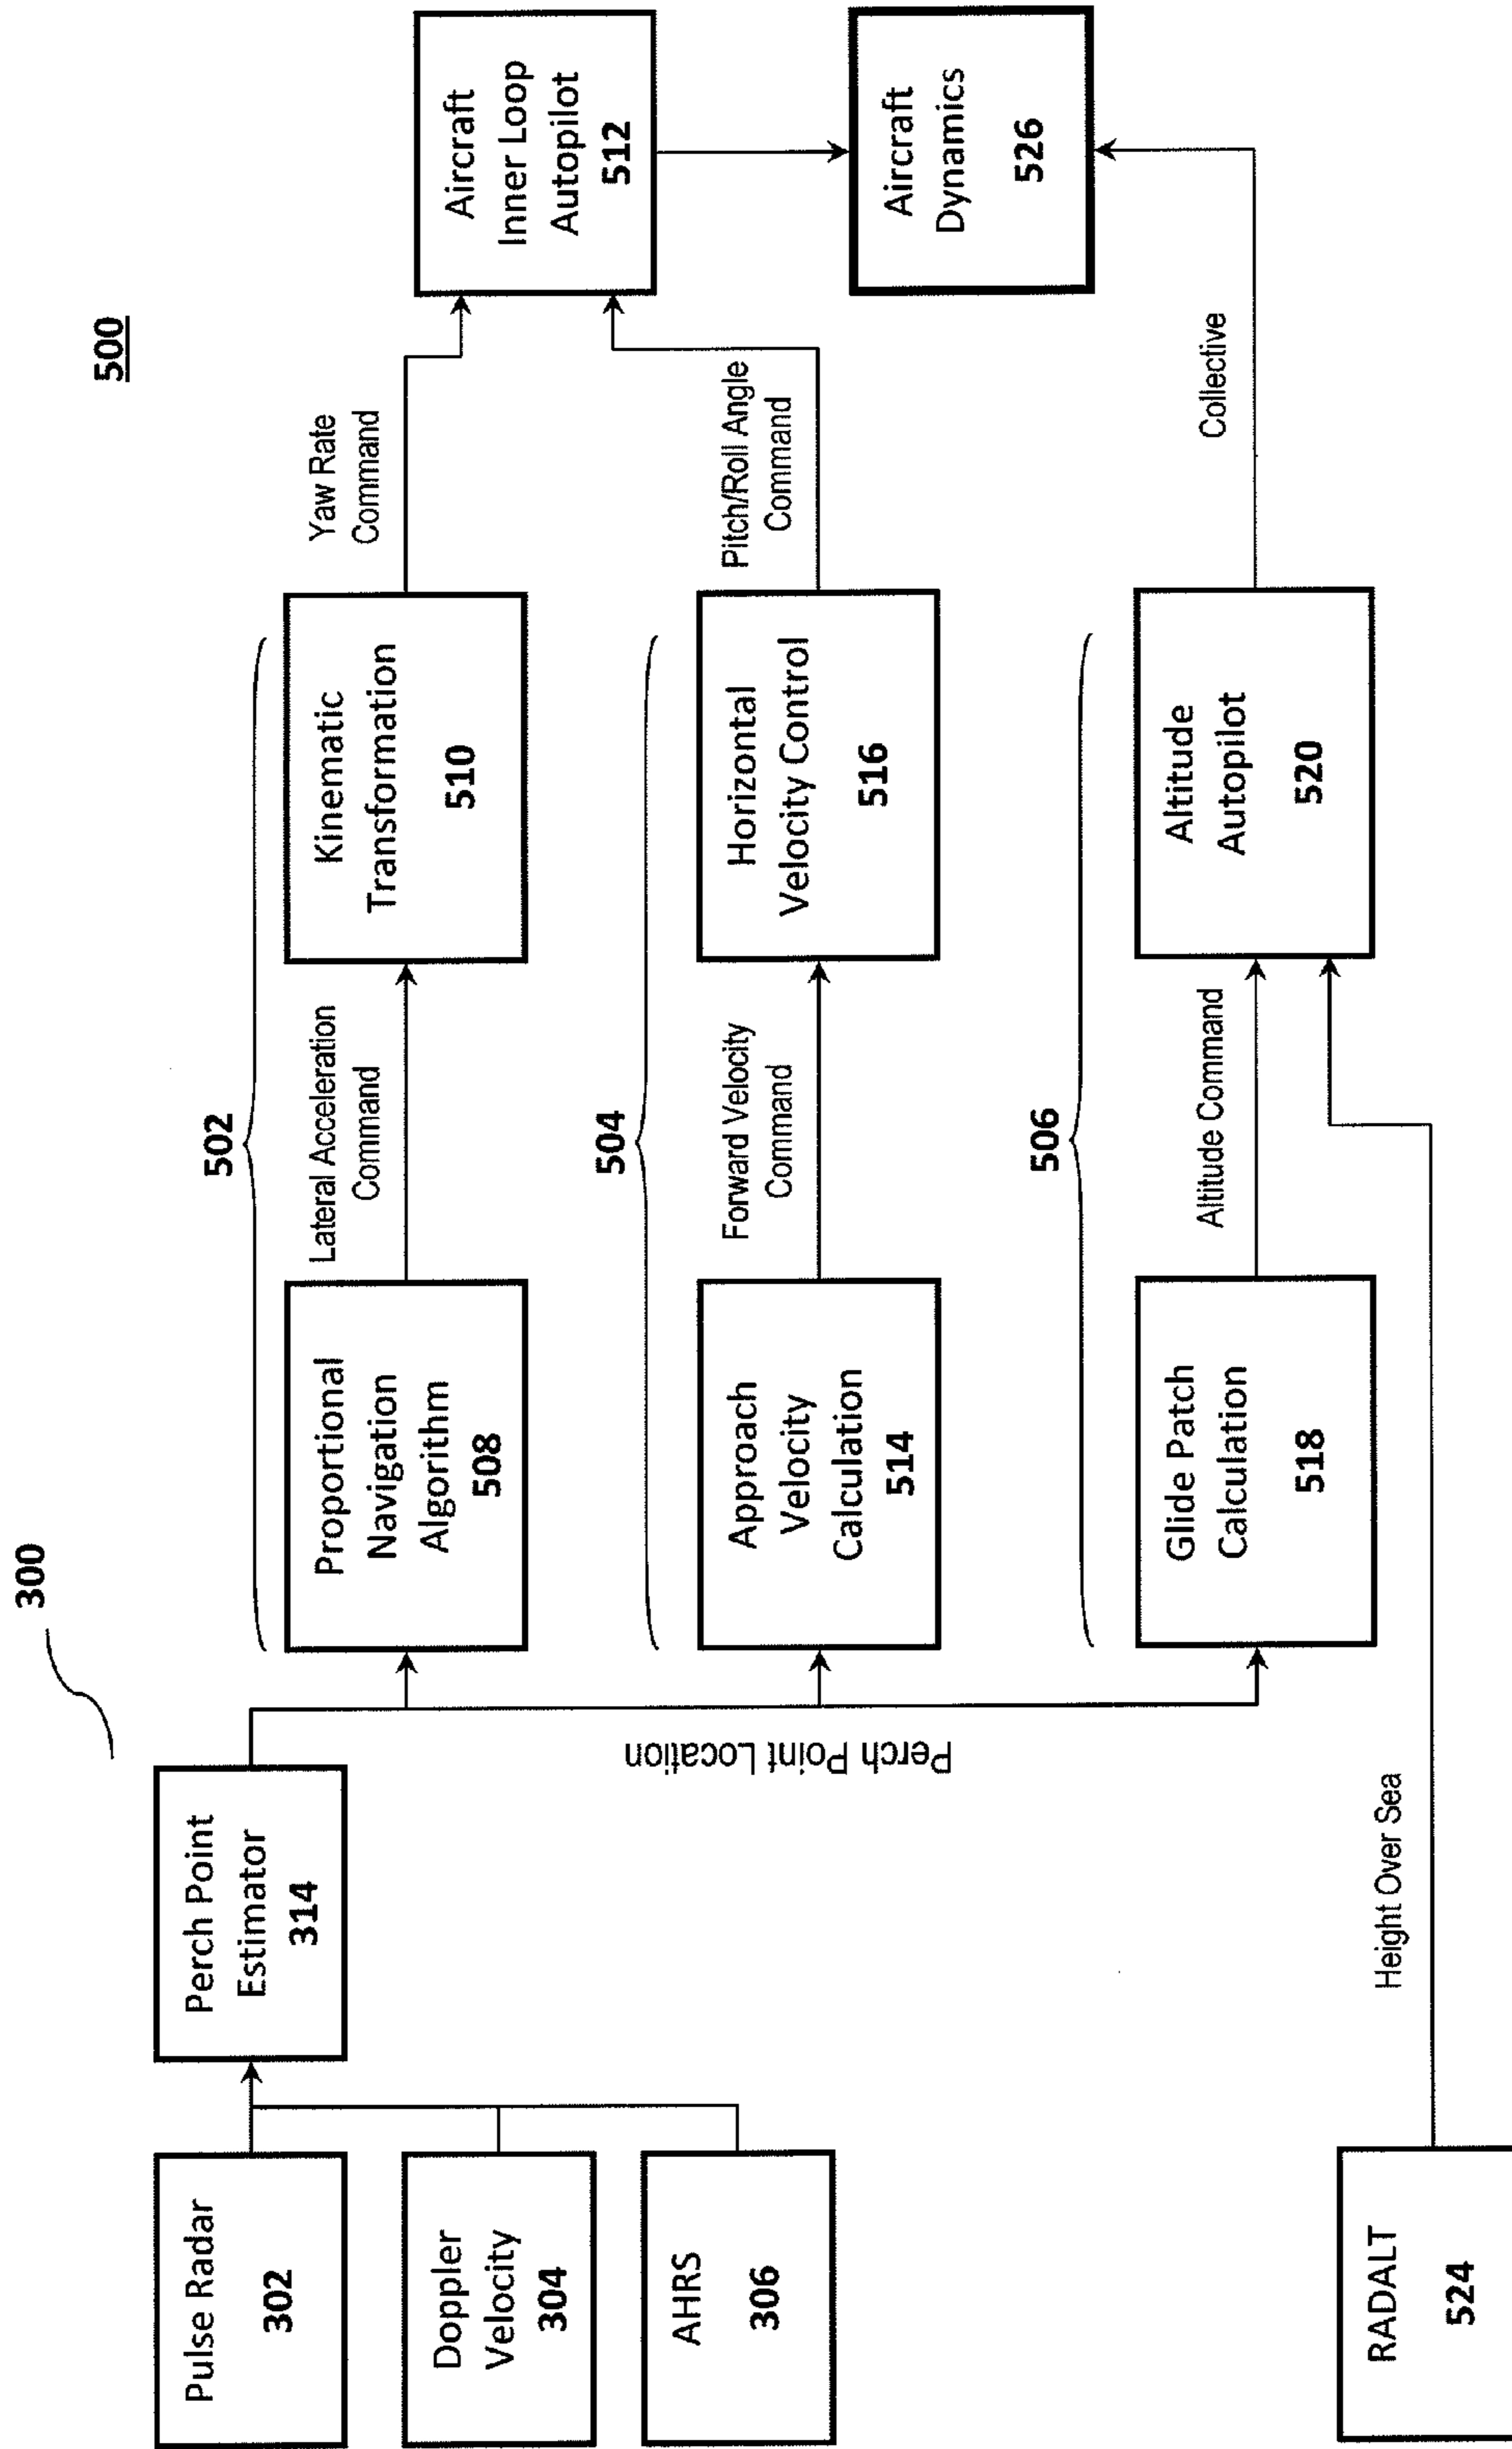 500
300
Pulse Radar
302
Doppler
Velocity
304
AHRS
306
RADALT
524
Perch Point
Estimator
314
Perch Point Location
Height Over Sea
502
Proportional
Navigation
Algorithm
508
Lateral Acceleration
Command
Kinematic
Transformation
510
Yaw Rate
Command
504
Approach
Velocity
Calculation
514
Forward Velocity
Command
Horizontal
Velocity Control
516
Pitch/Roll Angle
Command
506
Glide Patch
Calculation
518
Altitude Command
Altitude
Autopilot
520
Collective
Aircraft
Inner Loop
Autopilot
512
Aircraft
Dynamics
526